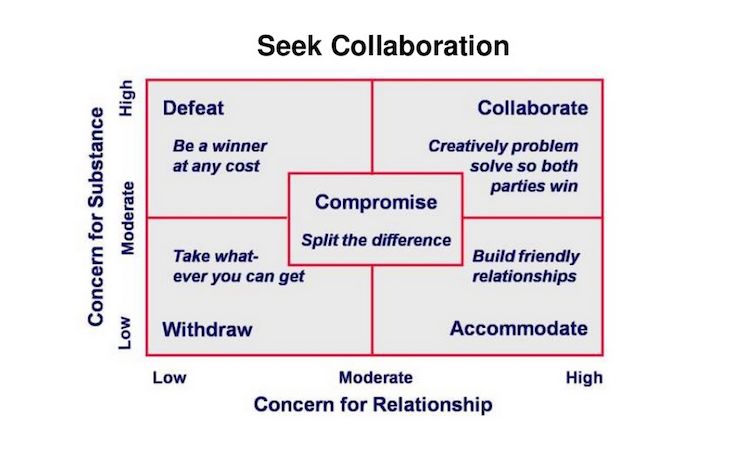 Seek Collaboration
High
Moderate
Low
Concern for Substance
Defeat
Be a winner
at any cost
Collaborate
Creatively problem
solve so both
parties win
Compromise
Split the difference
Take what-
ever you can get
Withdraw
Build friendly
relationships
Accommodate
Low
Moderate
High
Concern for Relationship